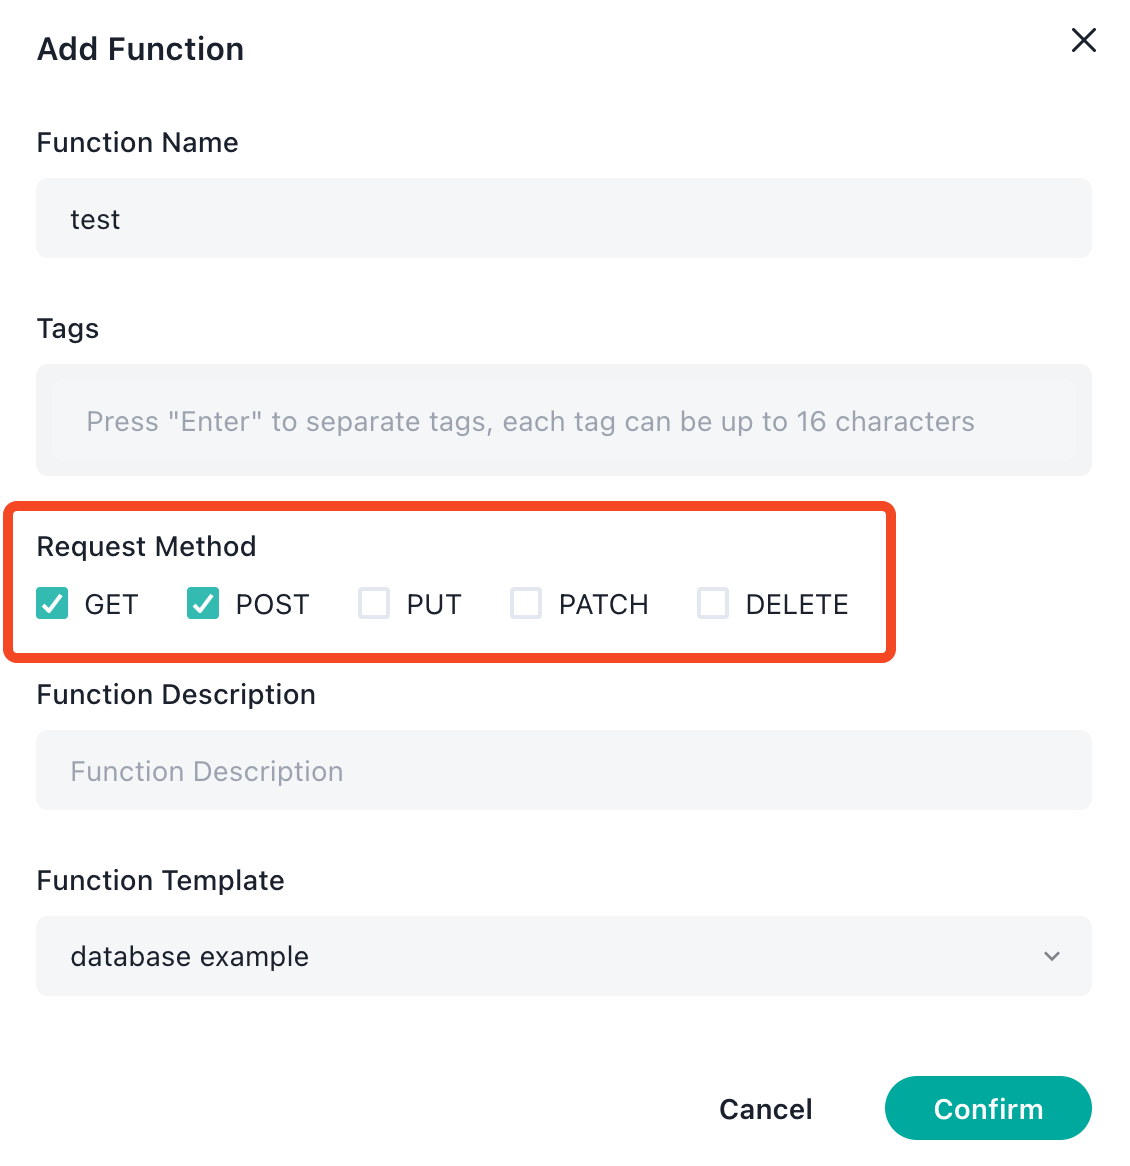 Add Function
Function Name
test
Tags
Press "Enter" to separate tags, each tag can be up to 16 characters
Request Method
GET POST PUT PATCH DELETE
Function Description
Function Description
Function Template
database example
Cancel Confirm